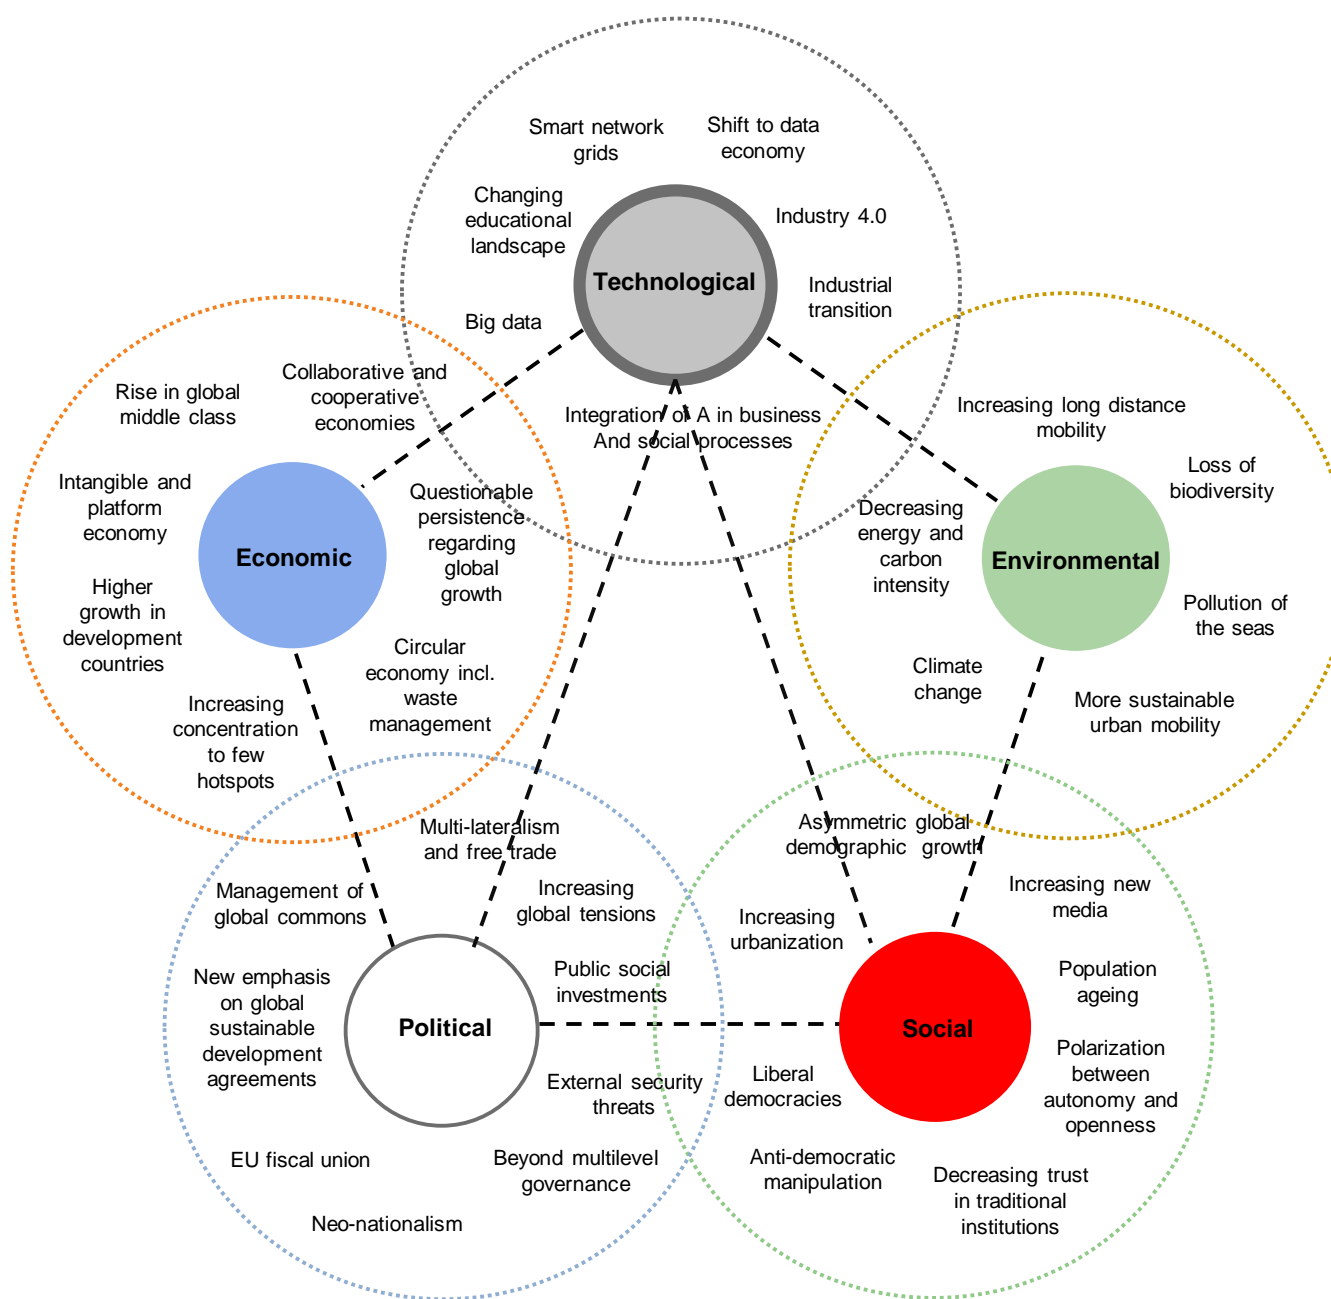 Smart network
grids
Shift to data
economy
Changing
educational
landscape
Industry 4.0
Technological
Industrial
transition
Big data
Integration of A in business
And social processes
Rise in global
middle class
Collaborative and
cooperative
economies
Intangible and
platform
economy
Questionable
persistence
regarding
global
growth
Economic
Higher
growth in
development
countries
Circular
economy incl.
waste
management
Increasing
concentration
to few
hotspots
Increasing long distance
mobility
Loss of
biodiversity
Decreasing
energy and
carbon
intensity
Environmental
Pollution of
the seas
Climate
change
More sustainable
urban mobility
Multi-lateralism
and free trade
Management of
global commons
Increasing
global tensions
Public social
investments
New emphasis
on global
sustainable
development
agreements
Political
External security
threats
EU fiscal union
Beyond multilevel
governance
Neo-nationalism
Asymmetric global
demographic growth
Increasing new
media
Increasing
urbanization
Population
ageing
Social
Polarization
between
autonomy and
openness
Liberal
democracies
Anti-democratic
manipulation
Decreasing trust
in traditional
institutions